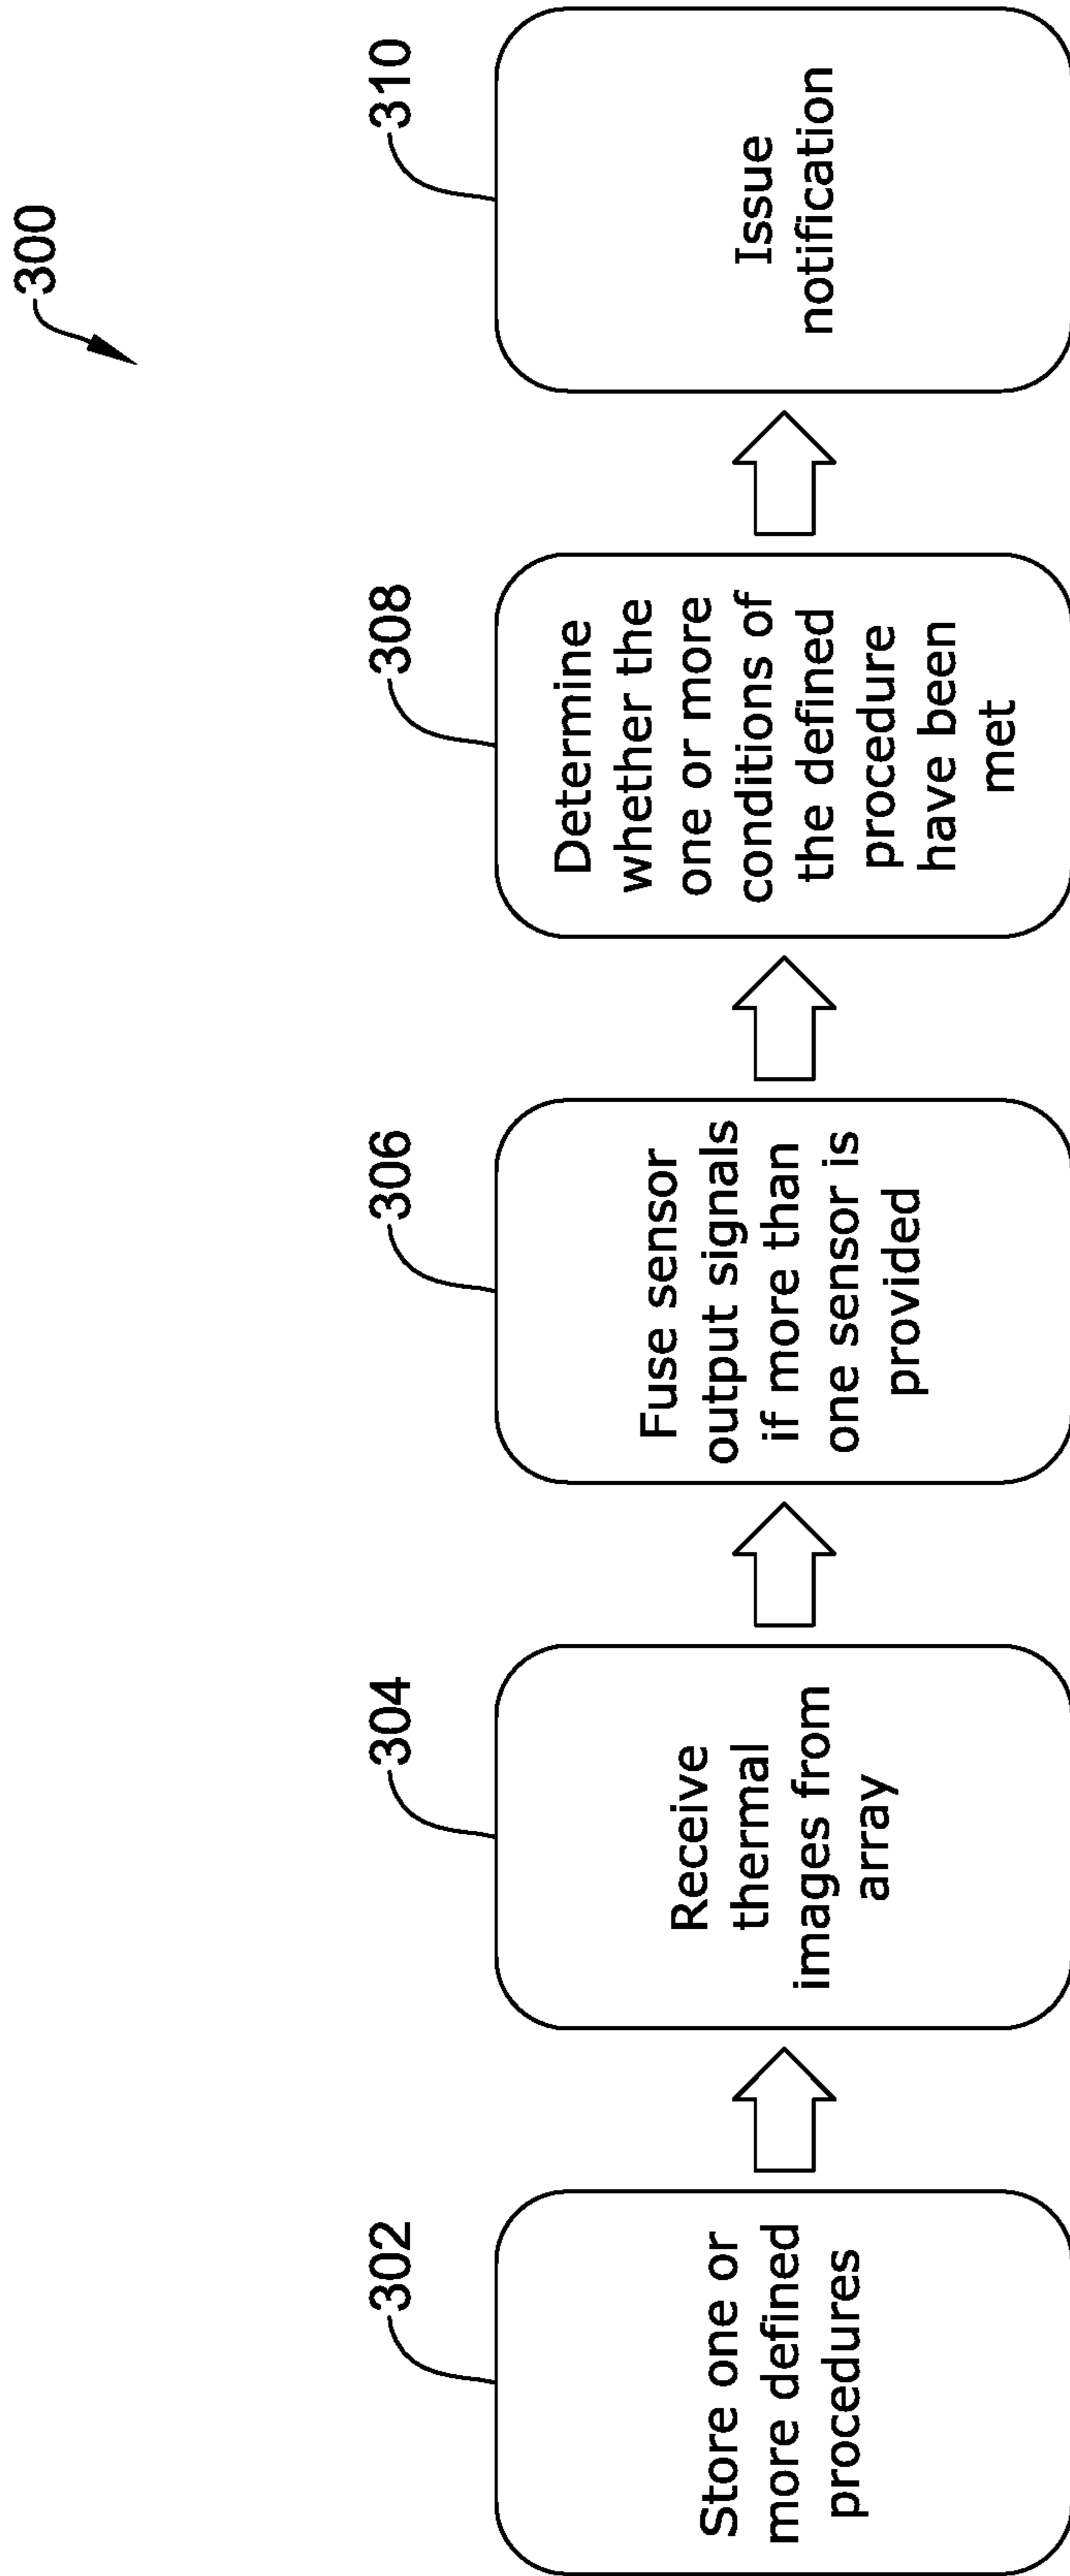 300
302
Store one or
more defined
procedures
304
Receive
thermal
images from
array
306
Fuse sensor
output signals
if more than
one sensor is
provided
308
Determine
whether the
one or more
conditions of
the defined
procedure
have been
met
310
Issue
notification